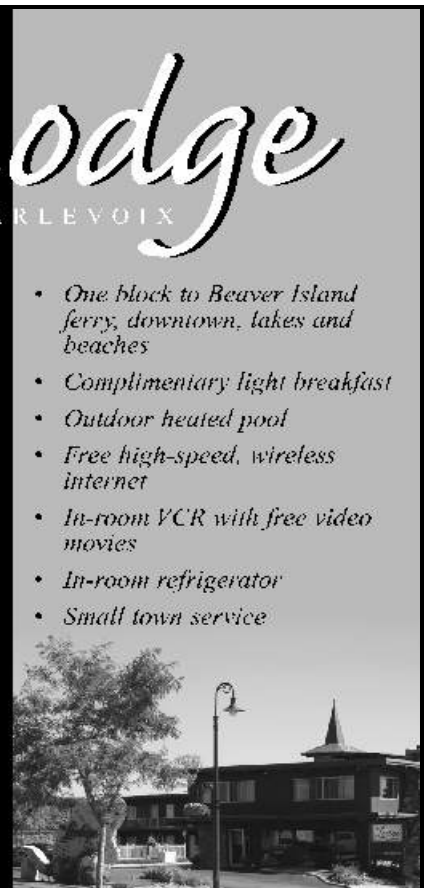 odge
RLEVOIX
• One block to Beaver Island
ferry, downtown, lakes and
beaches
• Complimentary light breakfast
• Outdoor heated pool
• Free high-speed, wireless
internet
• In-room VCR with free video
movies
• In-room refrigerator
• Small town service